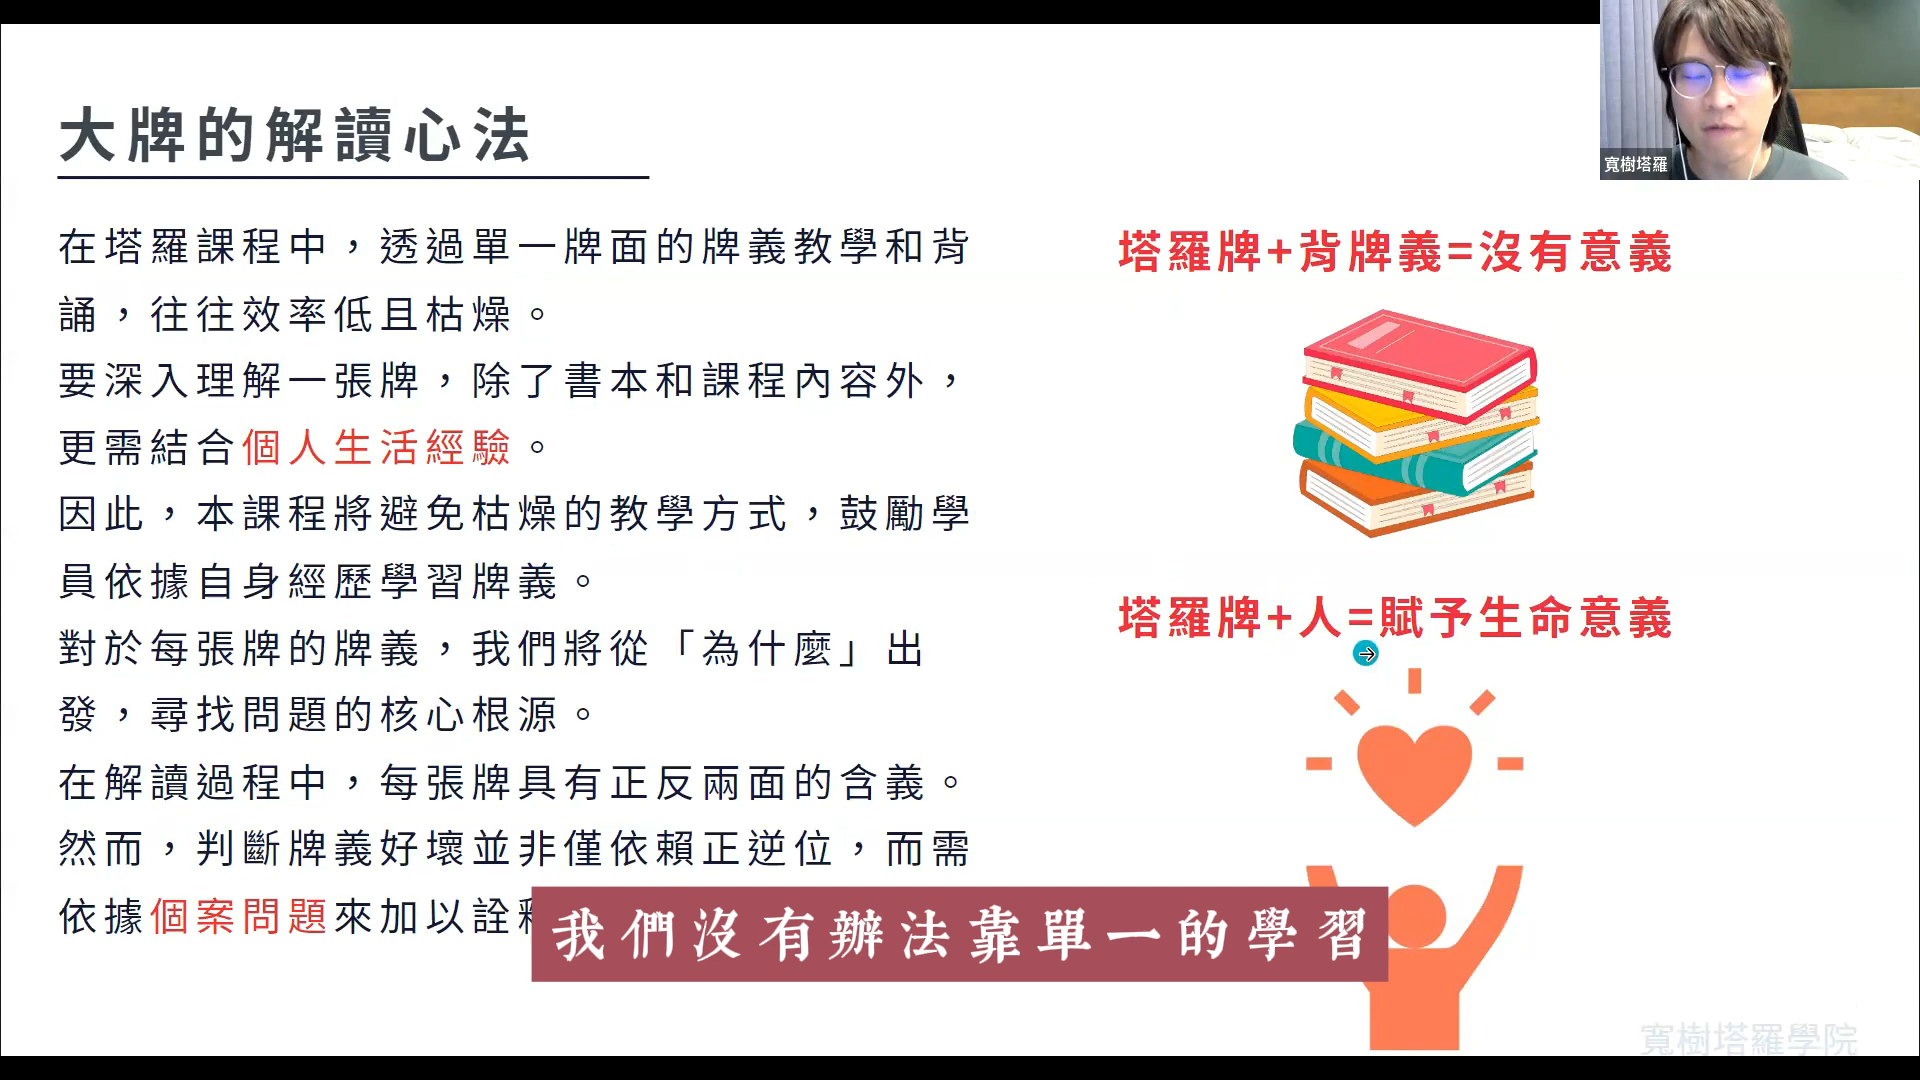 大牌的解讀心法
在塔羅課程中，透過單一牌面的牌義教學和背
誦，往往效率低且枯燥。
要深入理解一張牌，除了書本和課程內容外，
更需結合個人生活經驗。
因此，本課程將避免枯燥的教學方式，鼓勵學
員依據自身經歷學習牌義。
對於每張牌的牌義，我們將從「為什麼」出
發，尋找問題的核心根源。
在解讀過程中，每張牌具有正反兩面的含義。
然而，判斷牌義好壞並非僅依賴正逆位，而需
依據個案問題來加以詮
塔羅牌+背牌義=沒有意義
塔羅牌+人=賦予生命意義
我們沒有辦法靠單一的學習
寬樹塔羅
寬樹塔羅學院